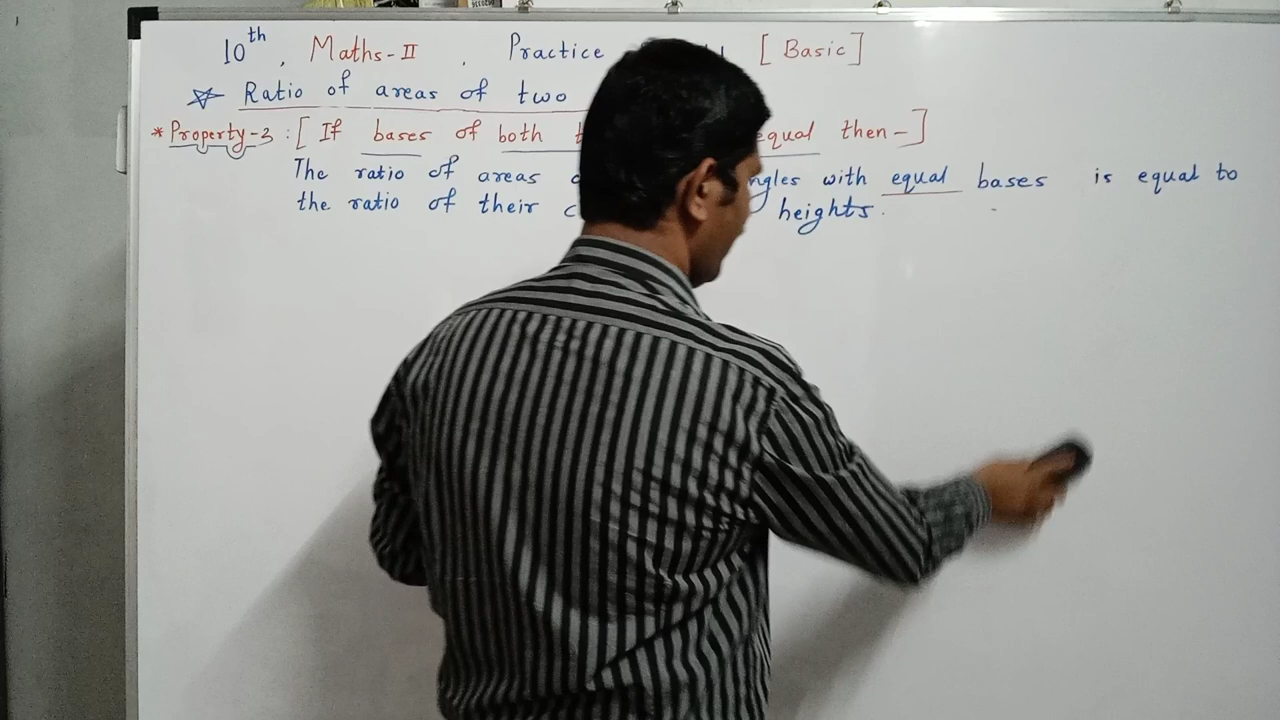 10th , Maths-II , Practice [ Basic ]
Ratio of areas of two
* Property-3 : [ If bases of both equal then - ]
The ratio of areas with equal bases is equal to
the ratio of their heights.